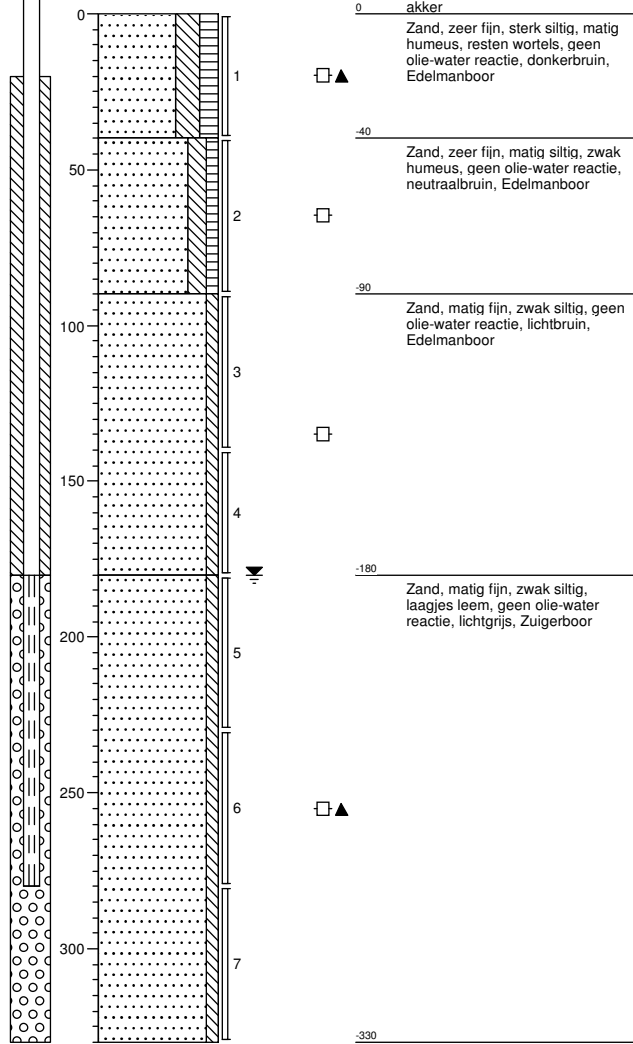 0
50
100
150
200
250
300
1
2
3
4
5
6
7
0
akker
Zand, zeer fijn, sterk siltig, matig
humeus, resten wortels, geen
olie-water reactie, donkerbruin,
Edelmanboor
-40
Zand, zeer fijn, matig siltig, zwak
humeus, geen olie-water reactie,
neutraalbruin, Edelmanboor
-90
Zand, matig fijn, zwak siltig, geen
olie-water reactie, lichtbruin,
Edelmanboor
-180
Zand, matig fijn, zwak siltig,
laagjes leem, geen olie-water
reactie, lichtgrijs, Zuigerboor
-330